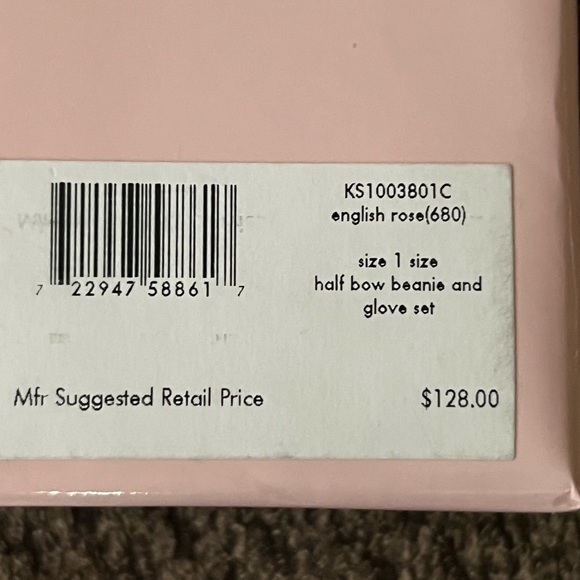 KS1003801C
english rose(680)
size 1 size
half bow beanie and
glove set
7 22947 58861 7
Mfr Suggested Retail Price $128.00